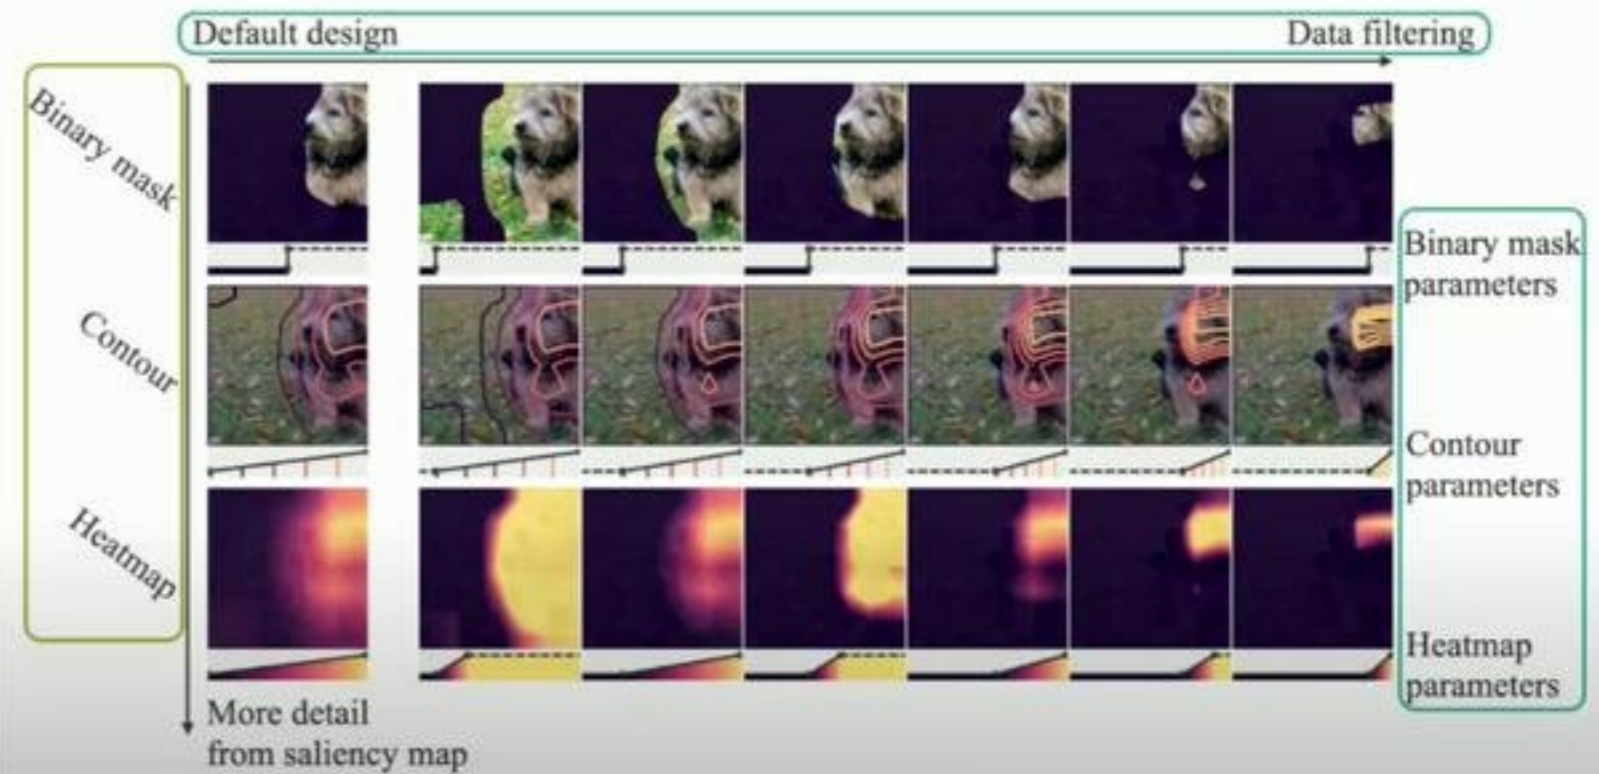 Default design
Data filtering
Binary mask
Contour
Heatmap
Binary mask
parameters
Contour
parameters
Heatmap
parameters
More detail
from saliency map